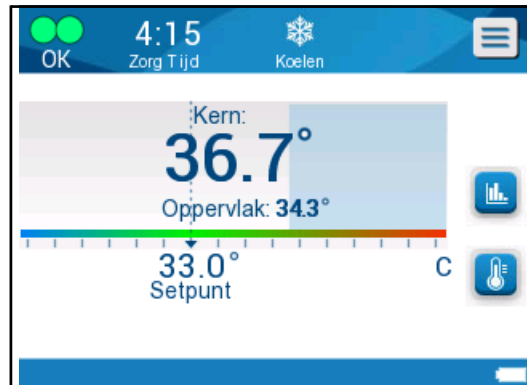 OK
4:15
Zorg Tijd
Koelen
Kern:
36.7°
Oppervlak: 34.3°
33.0°
Setpunt
C